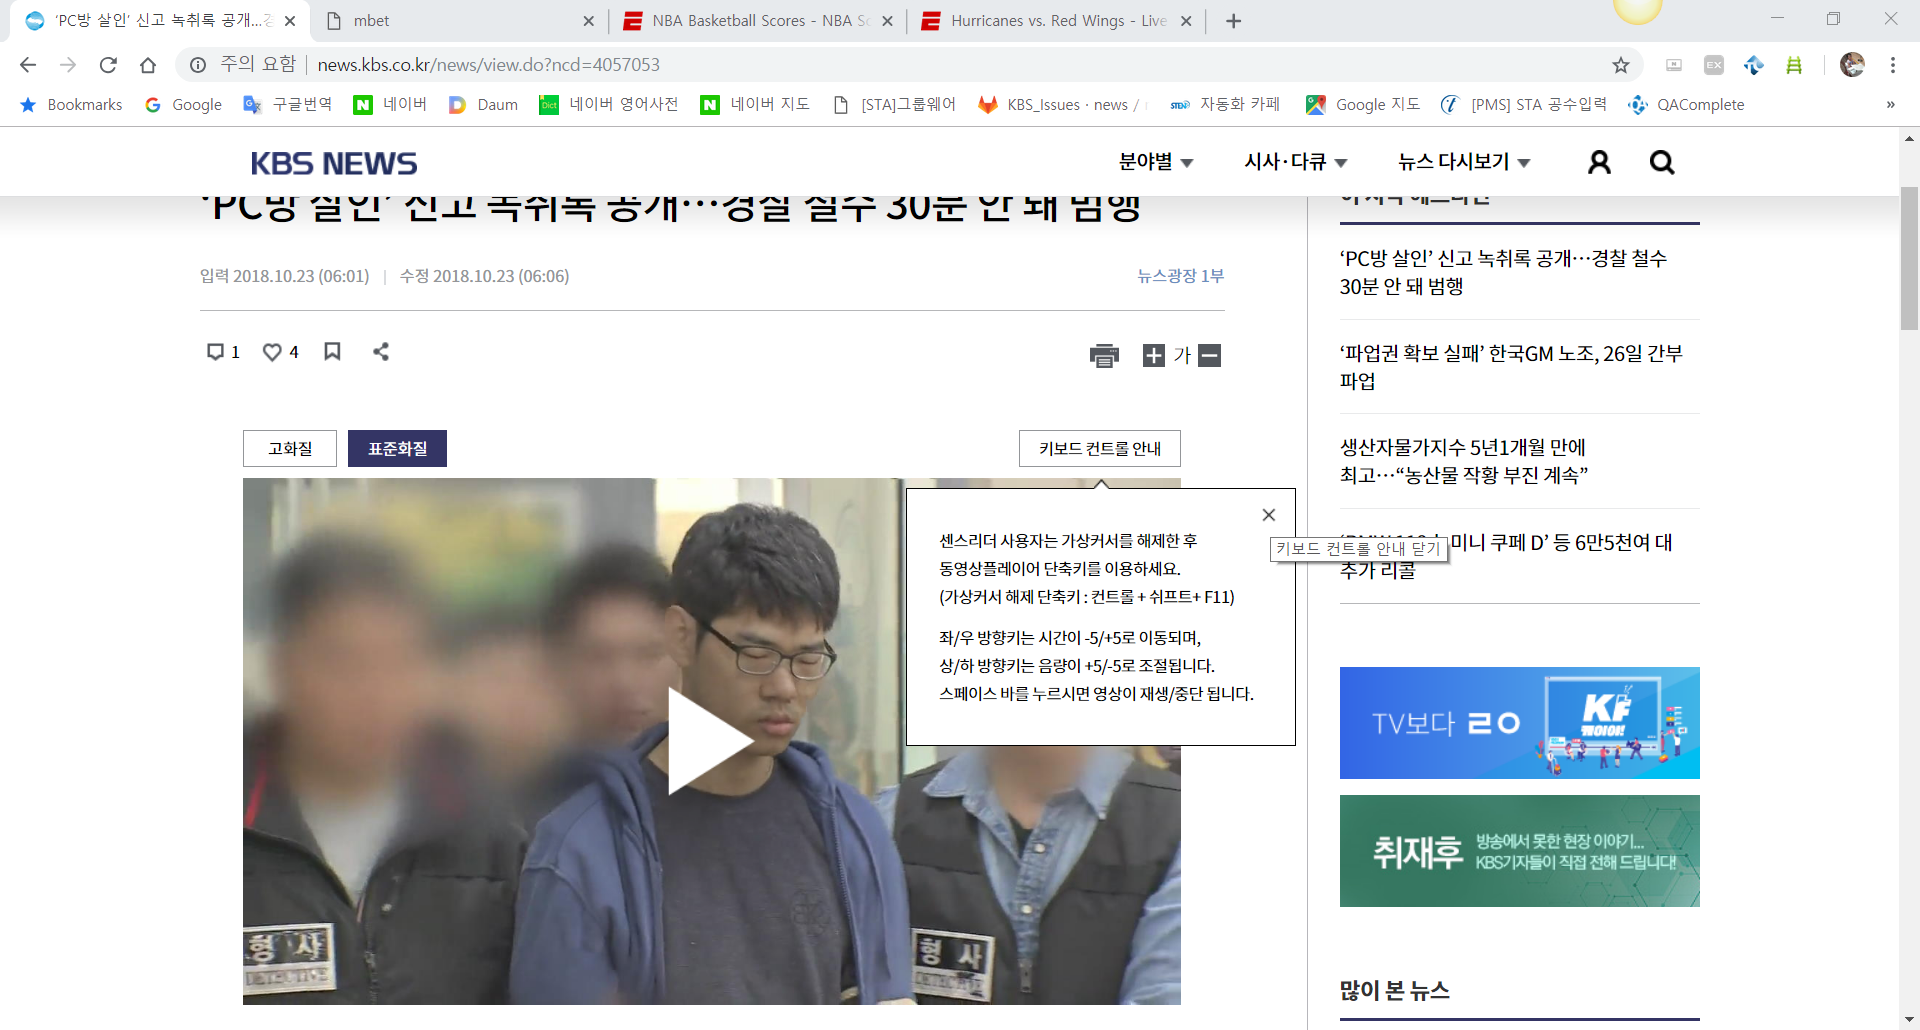 ‘PC방 살인’ 신고 녹취록 공개...경
mbet
NBA Basketball Scores - NBA Sc
Hurricanes vs. Red Wings - Live
주의 요함
news.kbs.co.kr/news/view.do?ncd=4057053
Bookmarks
Google
구글번역
네이버
Daum
네이버 영어사전
네이버 지도
[STA]그룹웨어
KBS_Issues · news /
자동화 카페
Google 지도
[PMS] STA 공수입력
QAComplete
»
KBS NEWS
분야별
시사·다큐
뉴스 다시보기
‘PC방 살인’ 신고 녹취록 공개…경찰 철수 30분 안 돼 범행
입력 2018.10.23 (06:01) | 수정 2018.10.23 (06:06)
뉴스광장 1부
1
4
가
고화질
표준화질
키보드 컨트롤 안내
센스리더 사용자는 가상커서를 해제한 후
동영상플레이어 단축키를 이용하세요.
(가상커서 해제 단축키 : 컨트롤 + 쉬프트+ F11)
좌/우 방향키는 시간이 -5/+5로 이동되며,
상/하 방향키는 음량이 +5/-5로 조절됩니다.
스페이스 바를 누르시면 영상이 재생/중단 됩니다.
키보드 컨트롤 안내 닫기
형사
DETECTIVE
형사
DETECTIVE
‘PC방 살인’ 신고 녹취록 공개…경찰 철수
30분 안 돼 범행
‘파업권 확보 실패’ 한국GM 노조, 26일 간부
파업
생산자물가지수 5년1개월 만에
최고…“농산물 작황 부진 계속”
미니 쿠페 D’ 등 6만5천여 대
추가 리콜
TV보다 ㄹㅇ
KF
케이야!
취재후
방송에서 못한 현장 이야기...
KBS기자들이 직접 전해 드립니다!
많이 본 뉴스